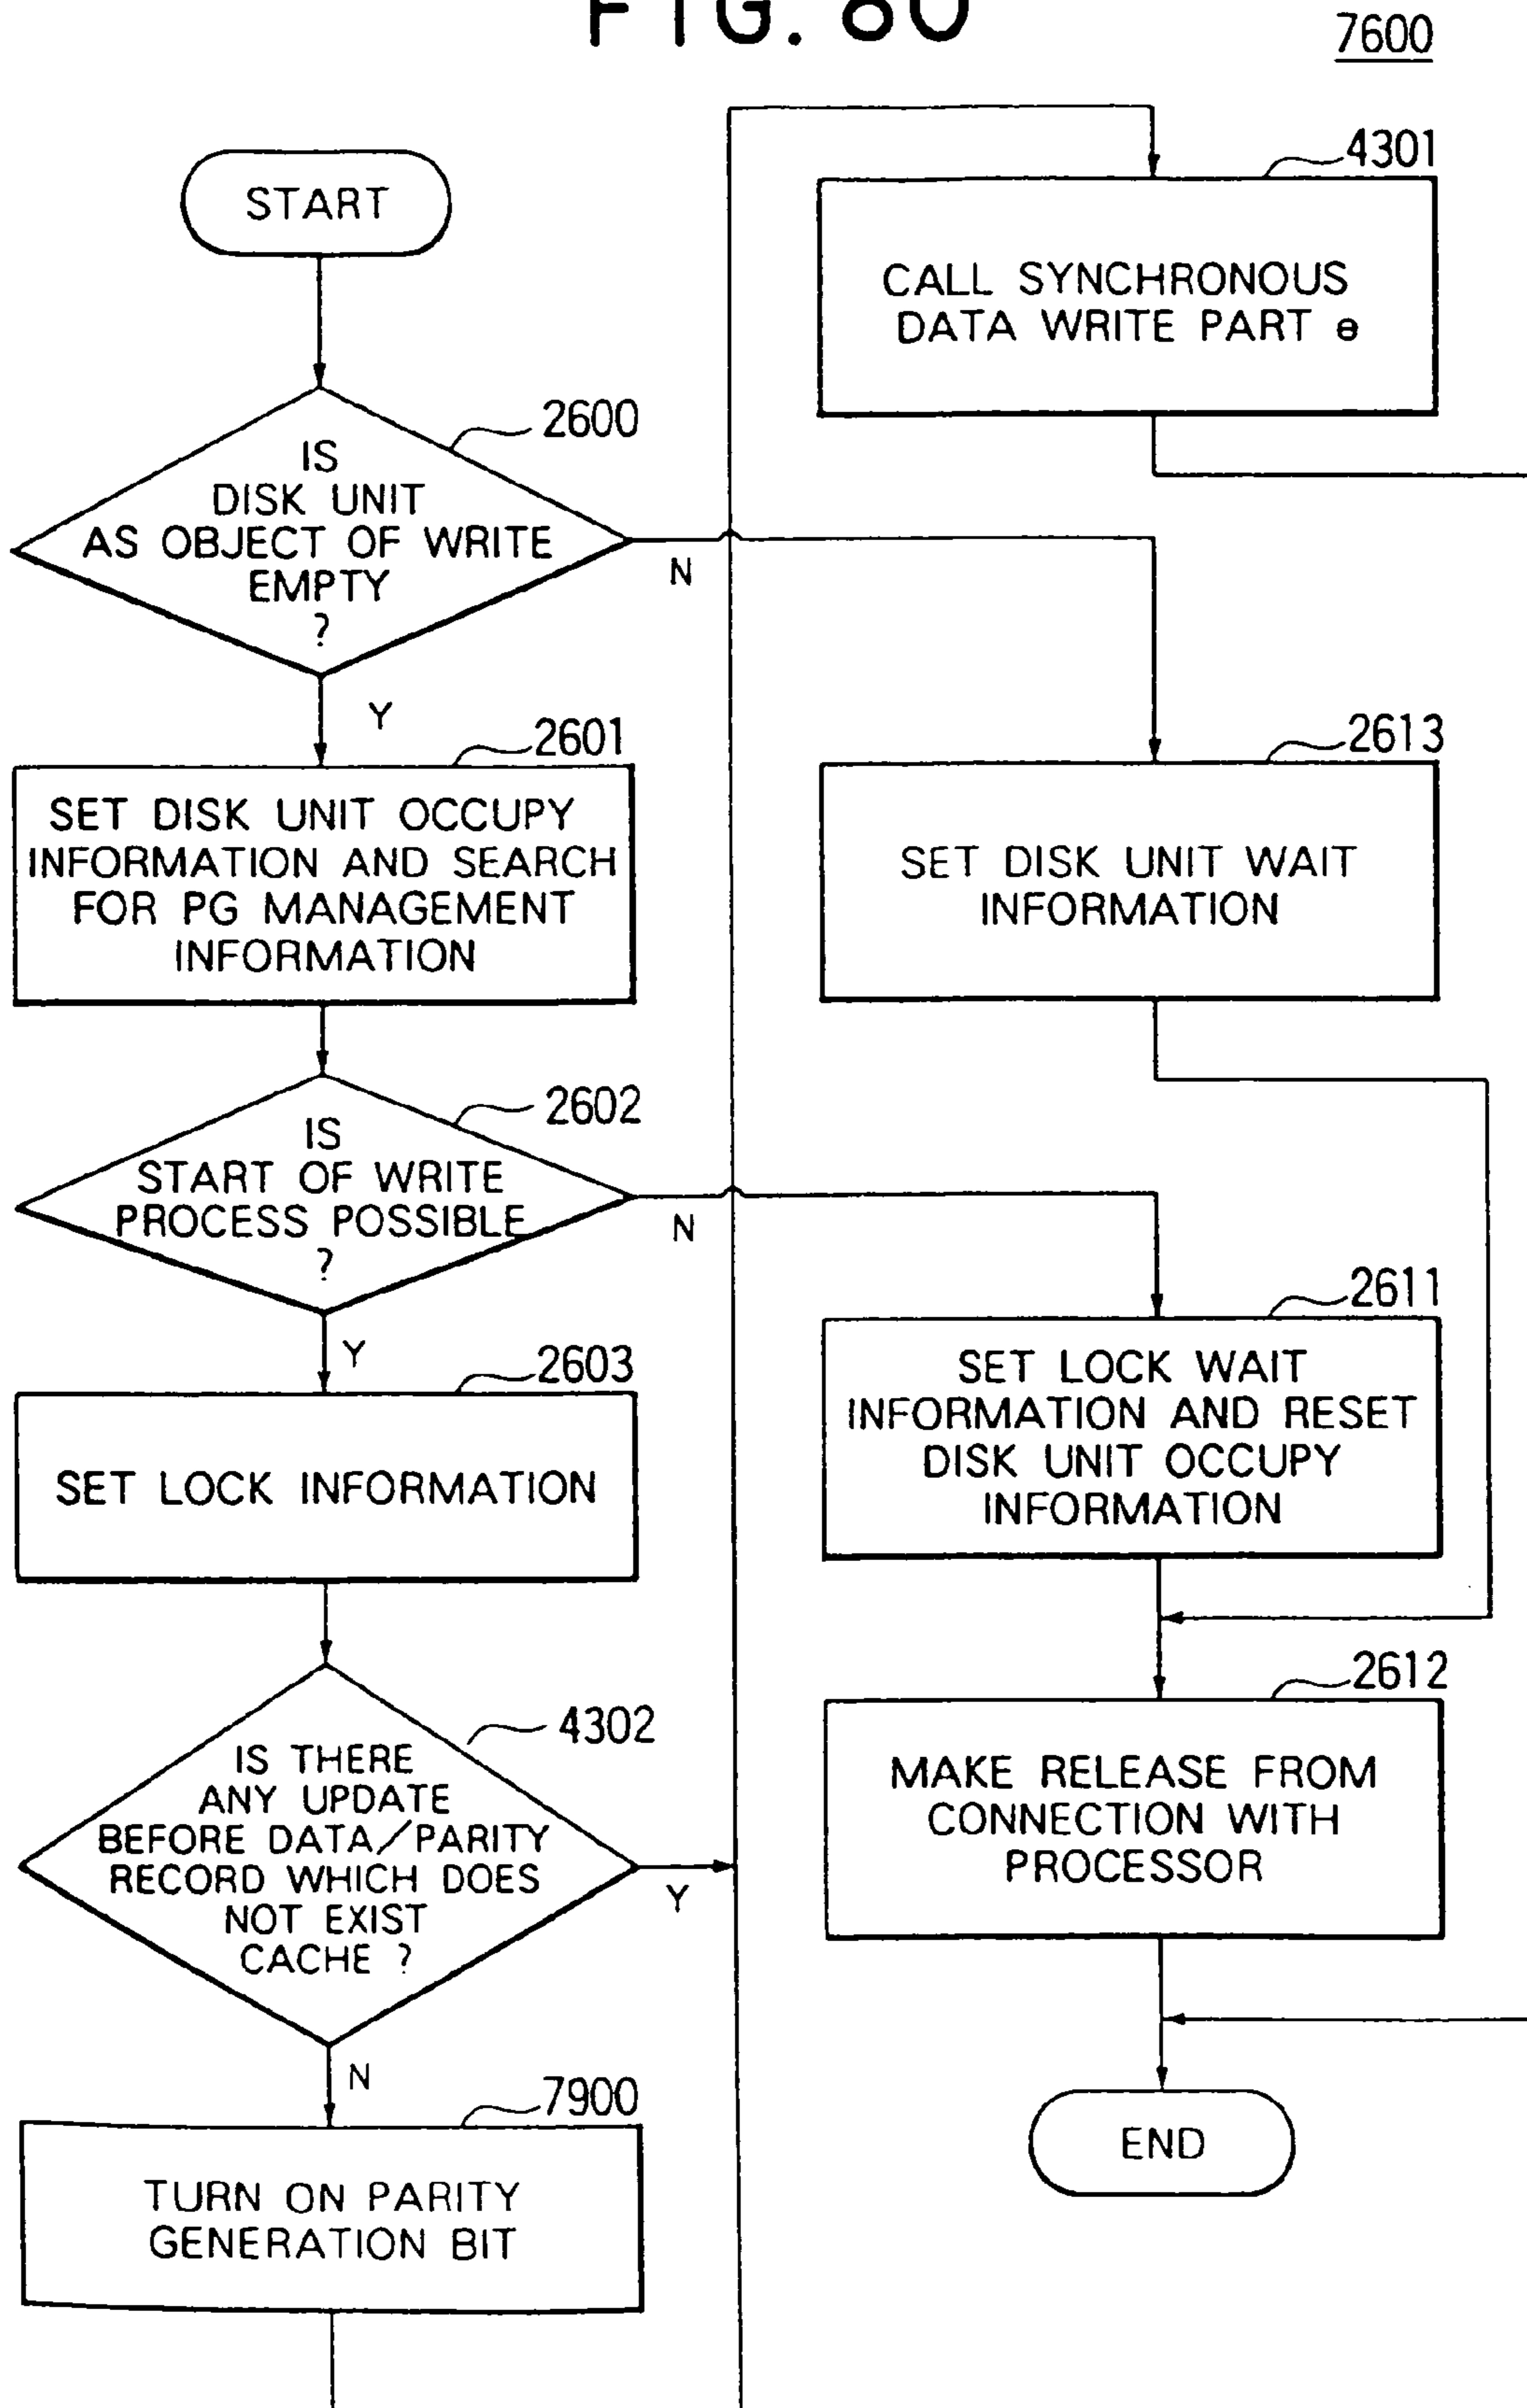 FIG. 80
7600
START
2600
IS
DISK UNIT
AS OBJECT OF WRITE
EMPTY
?
N
Y
2601
SET DISK UNIT OCCUPY
INFORMATION AND SEARCH
FOR PG MANAGEMENT
INFORMATION
2602
IS
START OF WRITE
PROCESS POSSIBLE
?
N
Y
2603
SET LOCK INFORMATION
4302
IS THERE
ANY UPDATE
BEFORE DATA/PARITY
RECORD WHICH DOES
NOT EXIST
CACHE ?
Y
N
7900
TURN ON PARITY
GENERATION BIT
4301
CALL SYNCHRONOUS
DATA WRITE PART e
2613
SET DISK UNIT WAIT
INFORMATION
2611
SET LOCK WAIT
INFORMATION AND RESET
DISK UNIT OCCUPY
INFORMATION
2612
MAKE RELEASE FROM
CONNECTION WITH
PROCESSOR
END